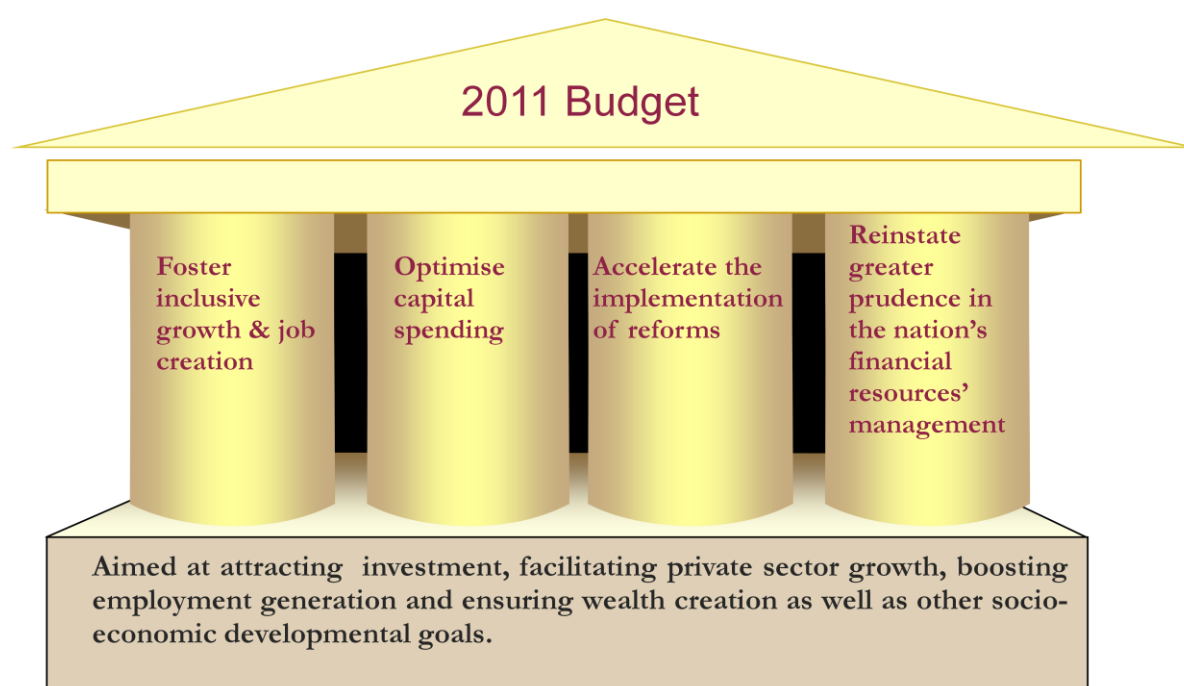 2011 Budget
Foster
inclusive
growth & job
creation
Optimise
capital
spending
Accelerate the
implementation
of reforms
Reinstate
greater
prudence in
the nation’s
financial
resources’
management
Aimed at attracting  investment, facilitating private sector growth, boosting
employment generation and ensuring wealth creation as well as other socio-
economic developmental goals.